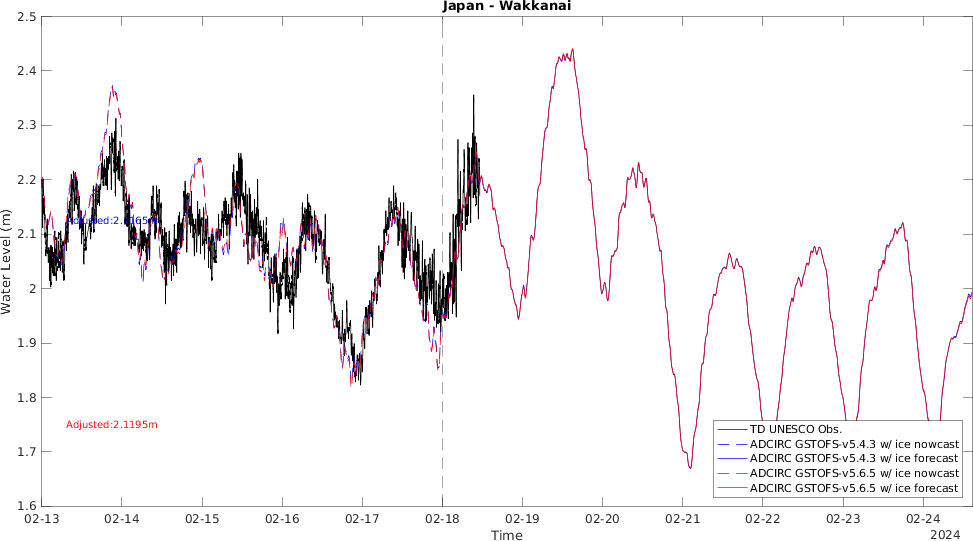 Japan - Wakkanai
2.5
2.4
2.3
2.2
2.1
2
1.9
1.8
1.7
1.6
Water Level (m)
Adjusted:2.1195m
TD UNESCO Obs.
ADCIRC GSTOFS-v5.4.3 w/ ice nowcast
ADCIRC GSTOFS-v5.4.3 w/ ice forecast
ADCIRC GSTOFS-v5.6.5 w/ ice nowcast
ADCIRC GSTOFS-v5.6.5 w/ ice forecast
02-13 02-14 02-15 02-16 02-17 02-18 02-19 02-20 02-21 02-22 02-23 02-24
Time
2024